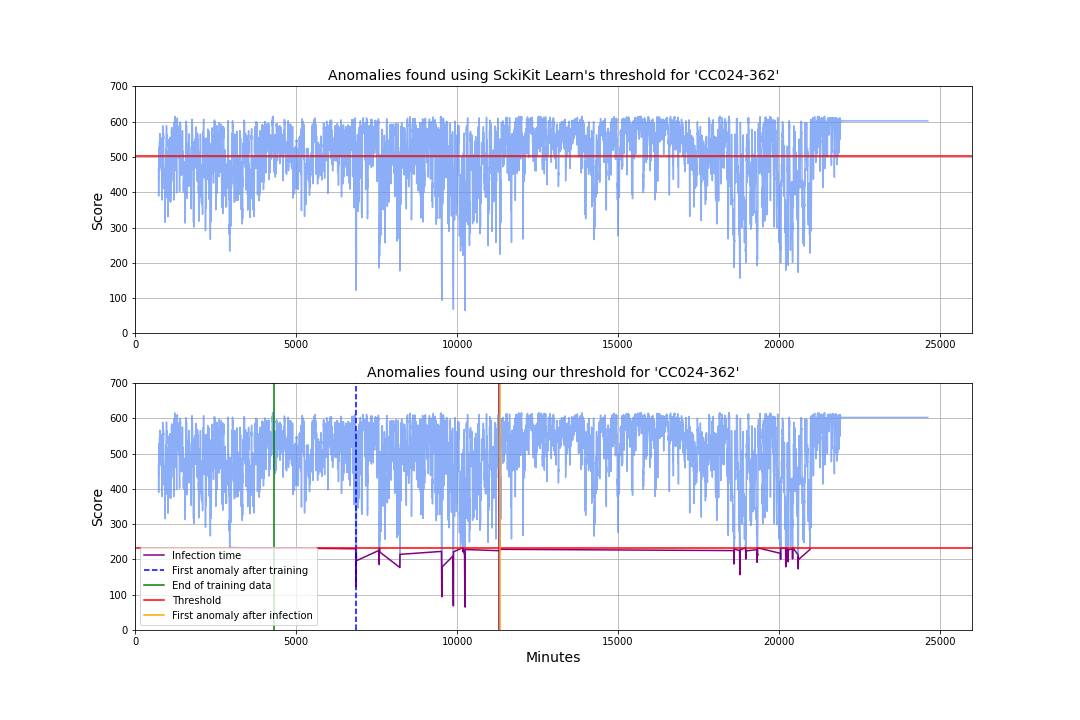 Anomalies found using SckiKit Learn's threshold for 'CC024-362'
700
600
500
400
300
200
100
0
Score
0 5000 10000 15000 20000 25000
Anomalies found using our threshold for 'CC024-362'
700
600
500
400
300
200
100
0
Score
Infection time
First anomaly after training
End of training data
Threshold
First anomaly after infection
0 5000 10000 15000 20000 25000
Minutes